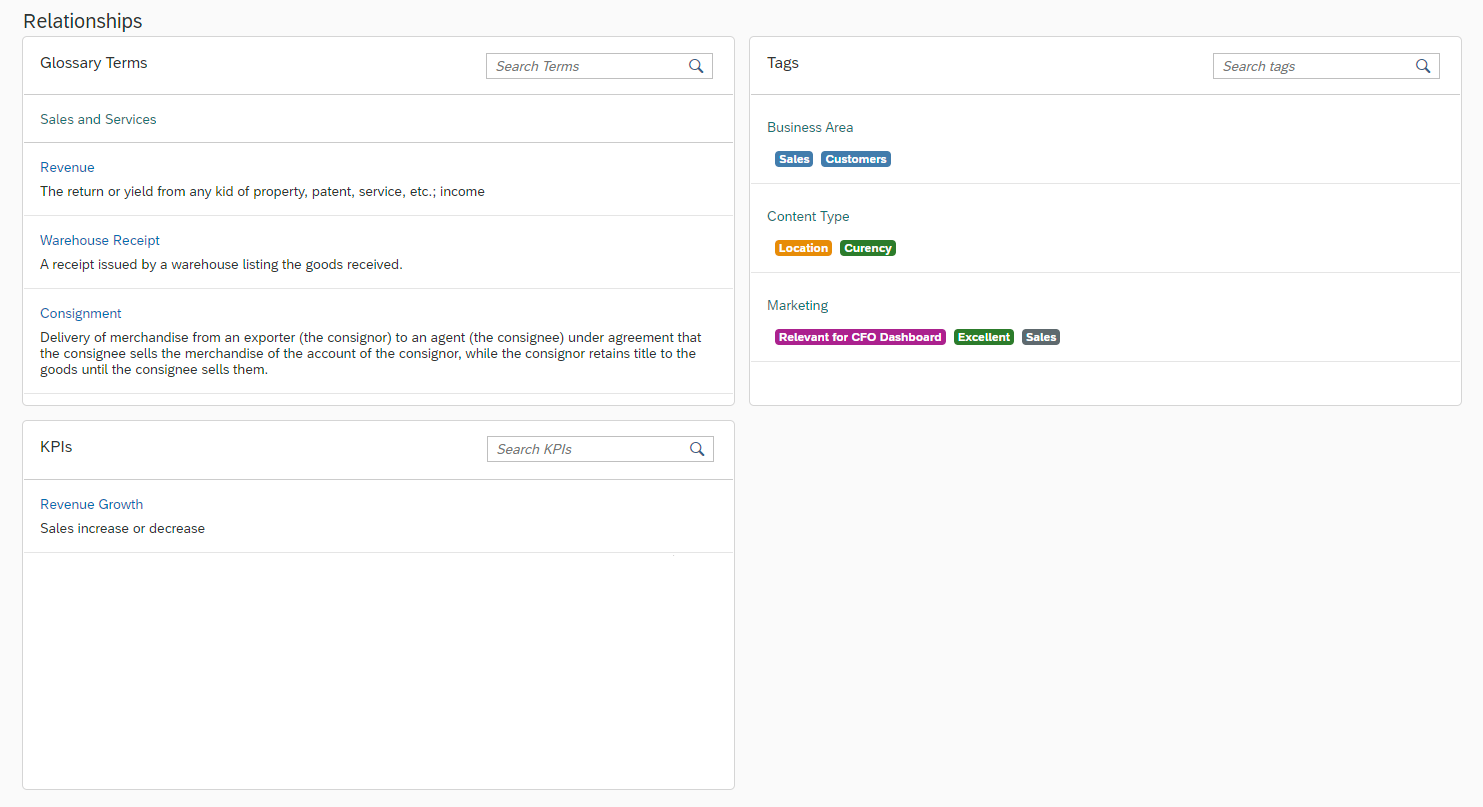 Relationships
Glossary Terms
Search Terms
Sales and Services
Revenue
The return or yield from any kid of property, patent, service, etc.; income
Warehouse Receipt
A receipt issued by a warehouse listing the goods received.
Consignment
Delivery of merchandise from an exporter (the consignor) to an agent (the consignee) under agreement that
the consignee sells the merchandise of the account of the consignor, while the consignor retains title to the
goods until the consignee sells them.
Tags
Search tags
Business Area
Sales Customers
Content Type
Location Curency
Marketing
Relevant for CFO Dashboard Excellent Sales
KPIs
Search KPIs
Revenue Growth
Sales increase or decrease